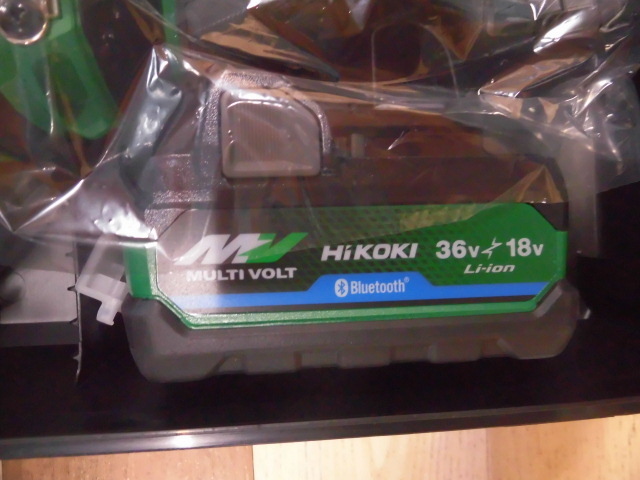 MV HiKOKI 36V 18V
MULTI VOLT Li-ion
Bluetooth®